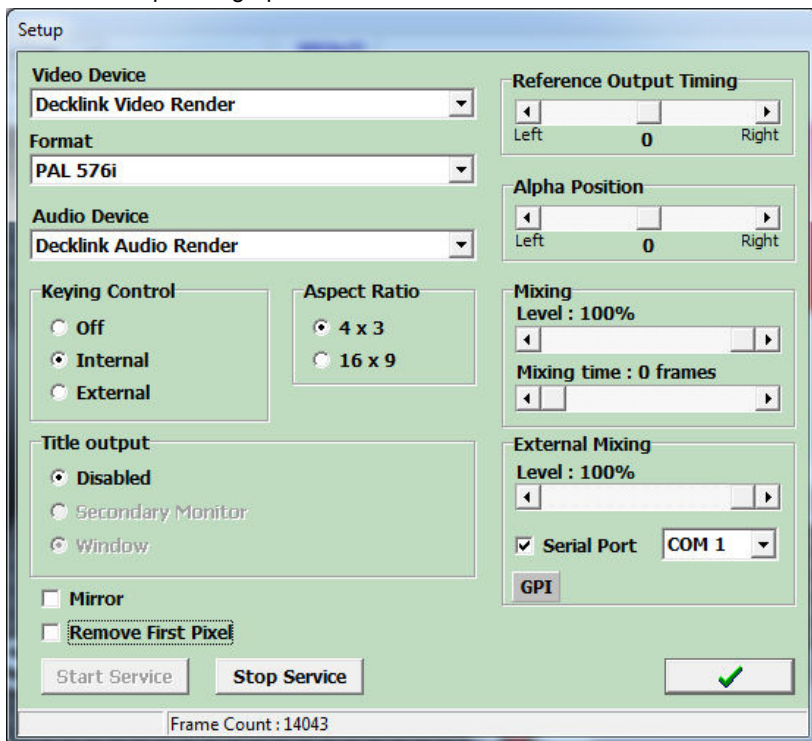 Setup
Video Device
Decklink Video Render
Format
PAL 576i
Audio Device
Decklink Audio Render
Keying Control
Off
Internal
External
Aspect Ratio
4 x 3
16 x 9
Title output
Disabled
Secondary Monitor
Window
Mirror
Remove First Pixel
Start Service
Stop Service
Reference Output Timing
Left 0 Right
Alpha Position
Left 0 Right
Mixing
Level : 100%
Mixing time : 0 frames
External Mixing
Level : 100%
Serial Port COM 1
GPI
Frame Count : 14043